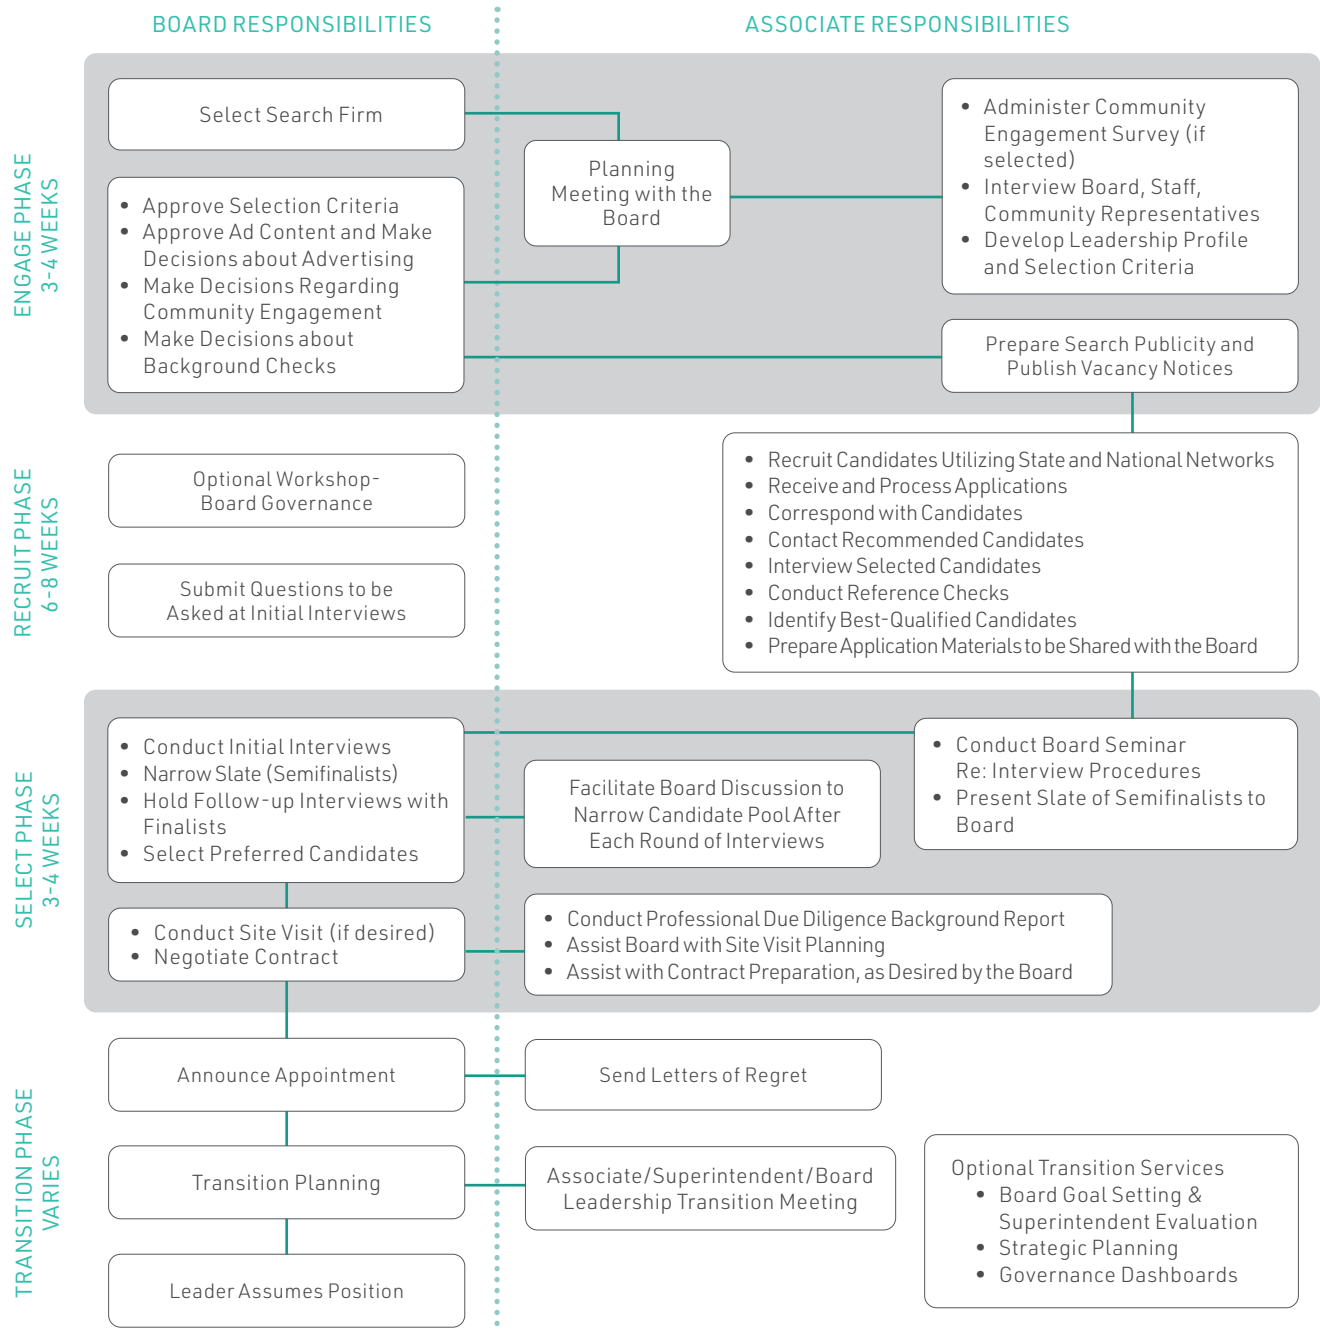 BOARD RESPONSIBILITIES
ASSOCIATE RESPONSIBILITIES
ENGAGE PHASE
3-4 WEEKS
Select Search Firm
• Approve Selection Criteria
• Approve Ad Content and Make
Decisions about Advertising
• Make Decisions Regarding
Community Engagement
• Make Decisions about
Background Checks
Planning
Meeting with the
Board
• Administer Community
Engagement Survey (if
selected)
• Interview Board, Staff,
Community Representatives
• Develop Leadership Profile
and Selection Criteria
Prepare Search Publicity and
Publish Vacancy Notices
RECRUIT PHASE
6-8 WEEKS
Optional Workshop-
Board Governance
Submit Questions to be
Asked at Initial Interviews
• Recruit Candidates Utilizing State and National Networks
• Receive and Process Applications
• Correspond with Candidates
• Contact Recommended Candidates
• Interview Selected Candidates
• Conduct Reference Checks
• Identify Best-Qualified Candidates
• Prepare Application Materials to be Shared with the Board
SELECT PHASE
3-4 WEEKS
• Conduct Initial Interviews
• Narrow Slate (Semifinalists)
• Hold Follow-up Interviews with
Finalists
• Select Preferred Candidates
Facilitate Board Discussion to
Narrow Candidate Pool After
Each Round of Interviews
• Conduct Board Seminar
Re: Interview Procedures
• Present Slate of Semifinalists to
Board
• Conduct Site Visit (if desired)
• Negotiate Contract
• Conduct Professional Due Diligence Background Report
• Assist Board with Site Visit Planning
• Assist with Contract Preparation, as Desired by the Board
TRANSITION PHASE
VARIES
Announce Appointment
Send Letters of Regret
Transition Planning
Associate/Superintendent/Board
Leadership Transition Meeting
Leader Assumes Position
Optional Transition Services
• Board Goal Setting &
Superintendent Evaluation
• Strategic Planning
• Governance Dashboards